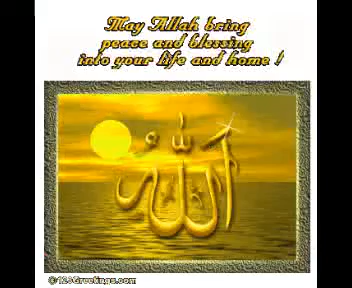 May Allah bring
peace and blessing
into your life and home !
الله
©123Greetings.com